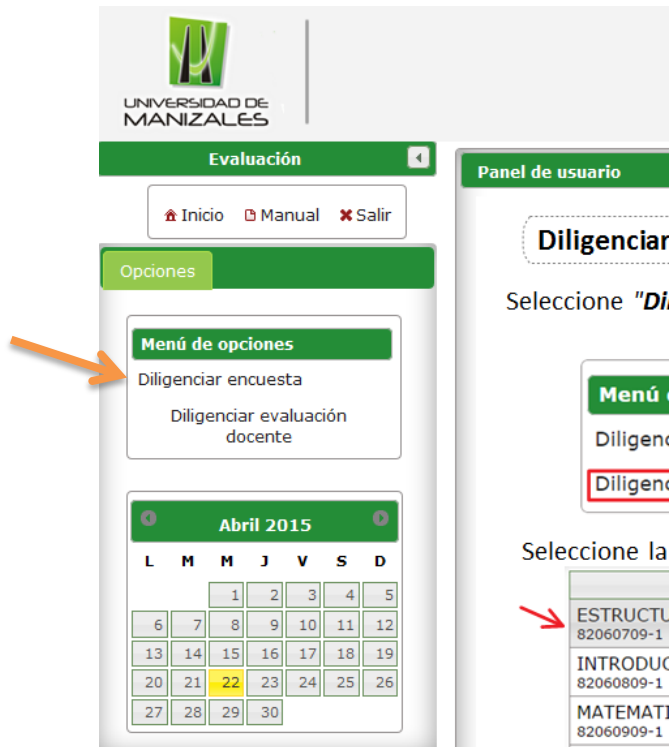 UNIVERSIDAD DE
MANIZALES
Evaluación
Inicio Manual Salir
Opciones
Menú de opciones
Diligenciar encuesta
Diligenciar evaluación
docente
Abril 2015
L M M J V S D
1 2 3 4 5
6 7 8 9 10 11 12
13 14 15 16 17 18 19
20 21 22 23 24 25 26
27 28 29 30
Panel de usuario
Diligenciar
Seleccione "Di
Menú
Diligenc
Diligenc
Seleccione la
ESTRUCTU
82060709-1
INTRODUC
82060809-1
MATEMATI
82060909-1